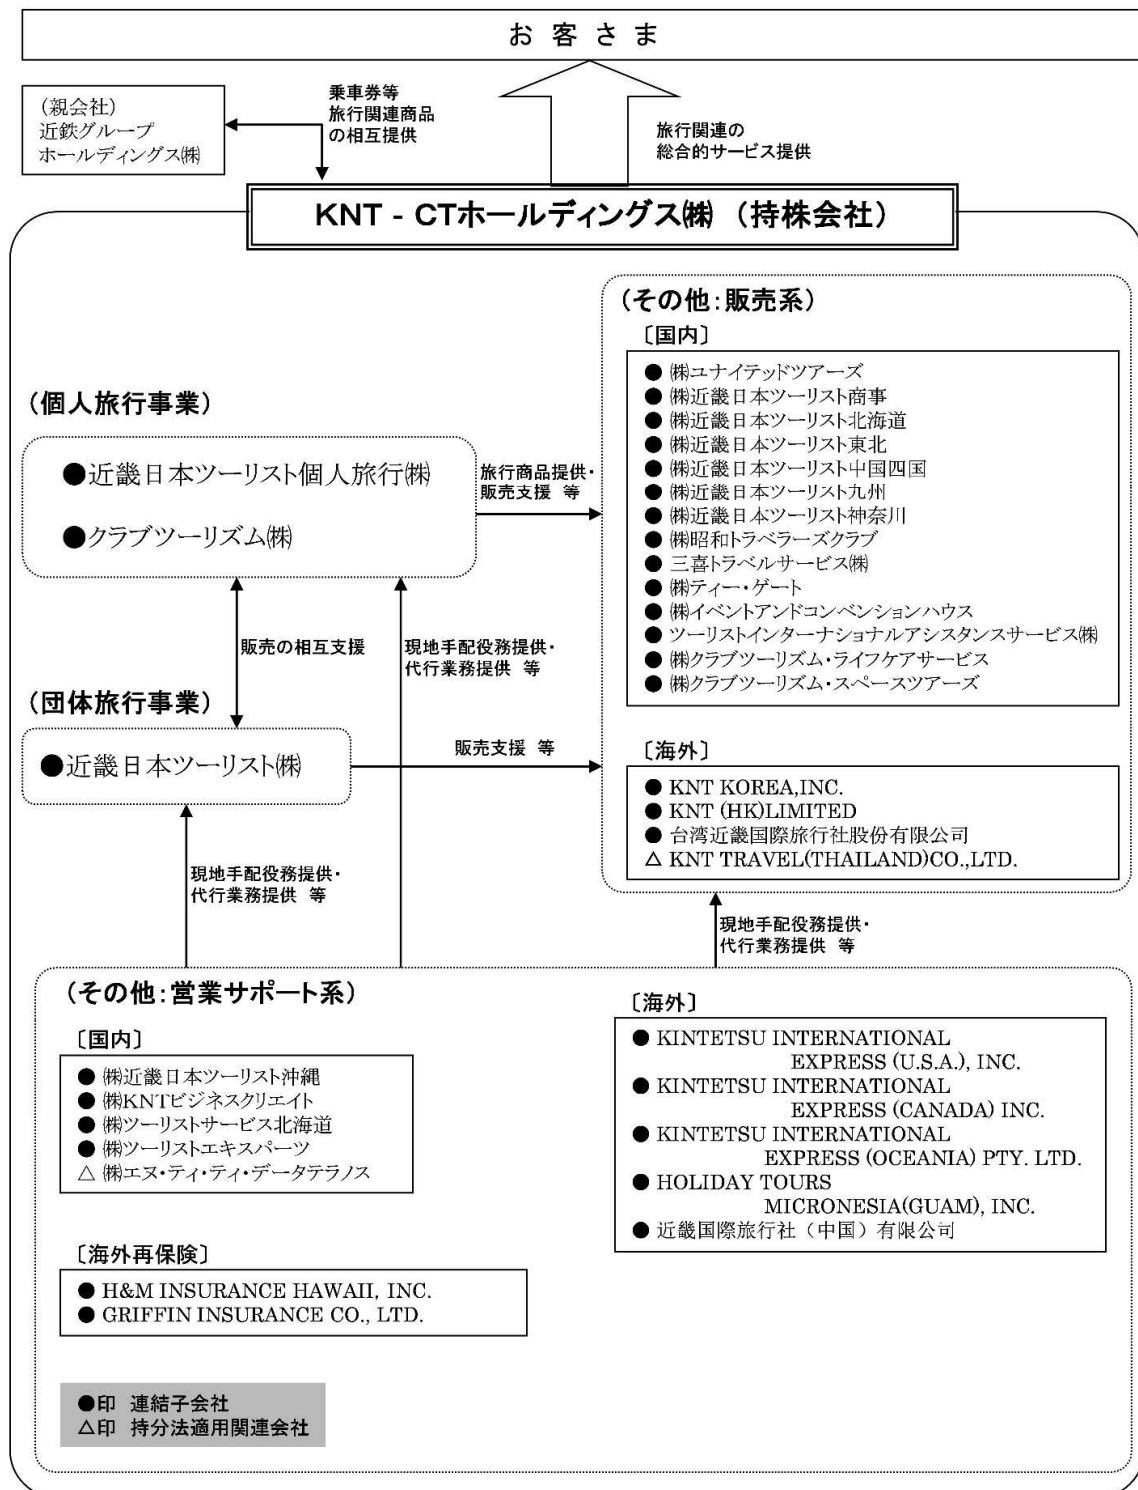 お客さま
(親会社)
近鉄グループ
ホールディングス㈱
乗車券等
旅行関連商品
の相互提供
旅行関連の
総合的サービス提供
KNT‐CTホールディングス㈱ (持株会社)
(その他:販売系)
〔国内〕
●㈱ユナイテッドツアーズ
●㈱近畿日本ツーリスト商事
●㈱近畿日本ツーリスト北海道
●㈱近畿日本ツーリスト東北
●㈱近畿日本ツーリスト中国四国
●㈱近畿日本ツーリスト九州
●㈱近畿日本ツーリスト神奈川
●㈱昭和トラベラーズクラブ
●三喜トラベルサービス㈱
●㈱ティー・ゲート
●㈱イベントアンドコンベンションハウス
●ツーリストインターナショナルアシスタンスサービス㈱
●㈱クラブツーリズム・ライフケアサービス
●㈱クラブツーリズム・スペースツアーズ
〔海外〕
●KNT KOREA,INC.
●KNT (HK)LIMITED
●台湾近畿国際旅行社股份有限公司
△KNT TRAVEL(THAILAND)CO.,LTD.
(個人旅行事業)
●近畿日本ツーリスト個人旅行㈱
●クラブツーリズム㈱
旅行商品提供・
販売支援 等
販売の相互支援
現地手配役務提供・
代行業務提供 等
(団体旅行事業)
●近畿日本ツーリスト㈱
販売支援 等
現地手配役務提供・
代行業務提供 等
現地手配役務提供・
代行業務提供 等
(その他:営業サポート系)
〔国内〕
●㈱近畿日本ツーリスト沖縄
●㈱KNTビジネスクリエイト
●㈱ツーリストサービス北海道
●㈱ツーリストエキスパーツ
△㈱エヌ・ティ・ティ・データテラノス
〔海外再保険〕
●H&M INSURANCE HAWAII, INC.
●GRIFFIN INSURANCE CO., LTD.
〔海外〕
●KINTETSU INTERNATIONAL
EXPRESS (U.S.A.), INC.
●KINTETSU INTERNATIONAL
EXPRESS (CANADA) INC.
●KINTETSU INTERNATIONAL
EXPRESS (OCEANIA) PTY. LTD.
●HOLIDAY TOURS
MICRONESIA(GUAM), INC.
●近畿国際旅行社（中国）有限公司
●印 連結子会社
△印 持分法適用関連会社